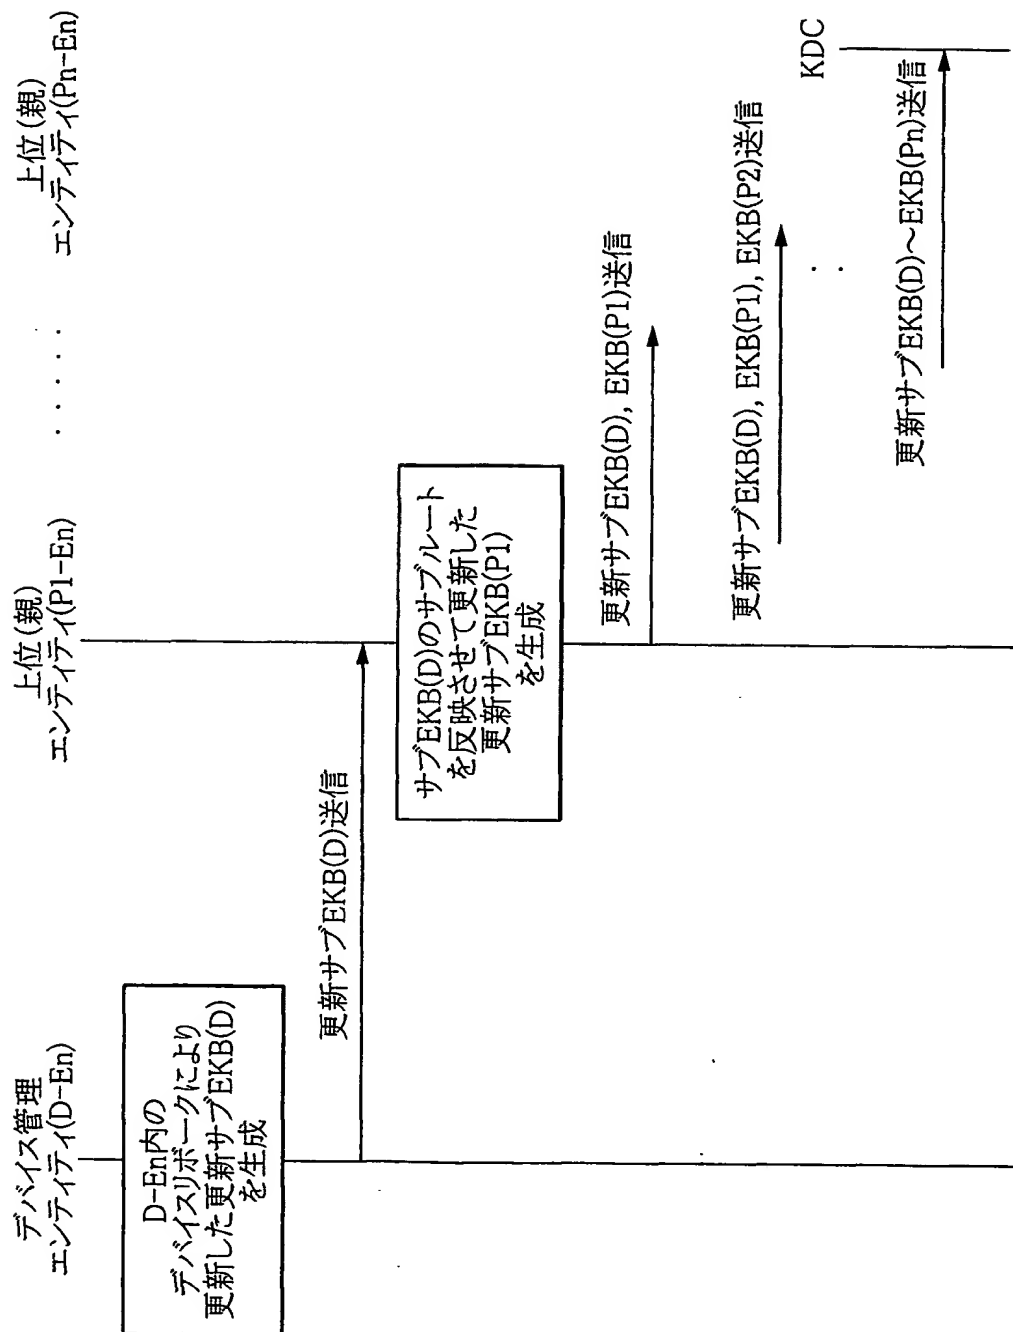 デバイス管理
エンティティ(D-En)
上位(親)
エンティティ(P1-En)
・・・・・
上位(親)
エンティティ(Pn-En)
D-En内の
デバイスリボークにより
更新した更新サブEKB(D)
を生成
更新サブEKB(D)送信
サブEKB(D)のサブルート
を反映させて更新した
更新サブEKB(P1)
を生成
更新サブEKB(D), EKB(P1)送信
更新サブEKB(D), EKB(P1), EKB(P2)送信
KDC
更新サブEKB(D)～EKB(Pn)送信